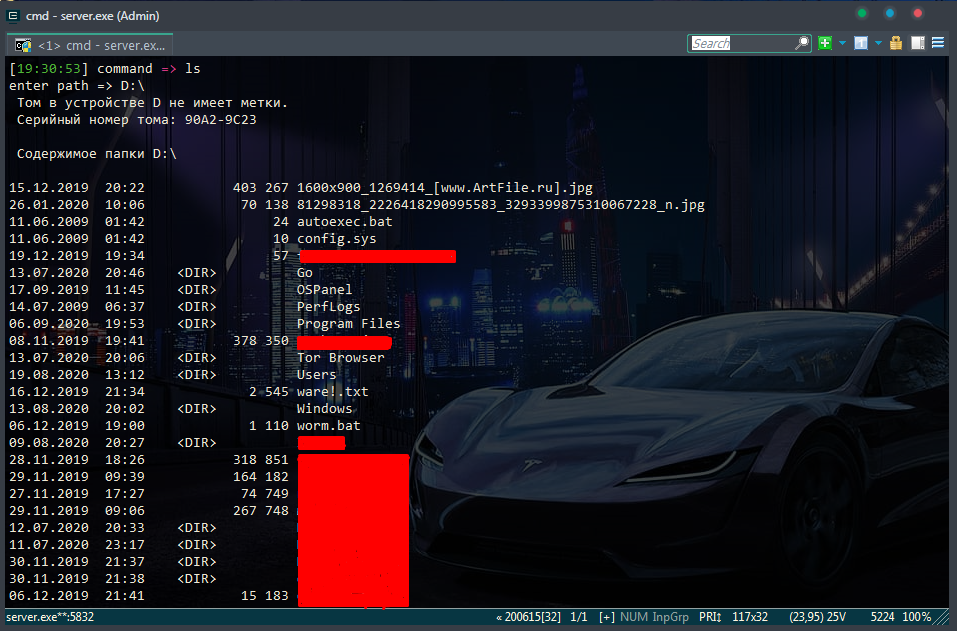 cmd - server.exe (Admin)
<1> cmd - server.ex...
Search
[19:30:53] command => ls
enter path => D:\
Том в устройстве D не имеет метки.
Серийный номер тома: 90A2-9C23
Содержимое папки D:\
15.12.2019 20:22 403 267 1600x900_1269414_[www.ArtFile.ru].jpg
26.01.2020 10:06 70 138 81298318_2226418290995583_3293399875310067228_n.jpg
11.06.2009 01:42 24 autoexec.bat
11.06.2009 01:42 10 config.sys
19.12.2019 19:34 57
13.07.2020 20:46 <DIR> Go
17.09.2019 11:45 <DIR> OSPanel
14.07.2009 06:37 <DIR> PerfLogs
06.09.2020 19:53 <DIR> Program Files
08.11.2019 19:41 378 350
13.07.2020 20:06 <DIR> Tor Browser
19.08.2020 13:12 <DIR> Users
16.12.2019 21:34 2 545 ware!.txt
13.08.2020 20:02 <DIR> Windows
06.12.2019 19:00 1 110 worm.bat
09.08.2020 20:27 <DIR>
28.11.2019 18:26 318 851
29.11.2019 09:39 164 182
27.11.2019 17:27 74 749
29.11.2019 09:06 267 748
12.07.2020 20:33 <DIR>
11.07.2020 23:17 <DIR>
30.11.2019 21:37 <DIR>
30.11.2019 21:38 <DIR>
06.12.2019 21:41 15 183
server.exe**:5832 « 200615[32] 1/1 [+] NUM InpGrp PRI↕ 117x32 (23,95) 25V 5224 100%